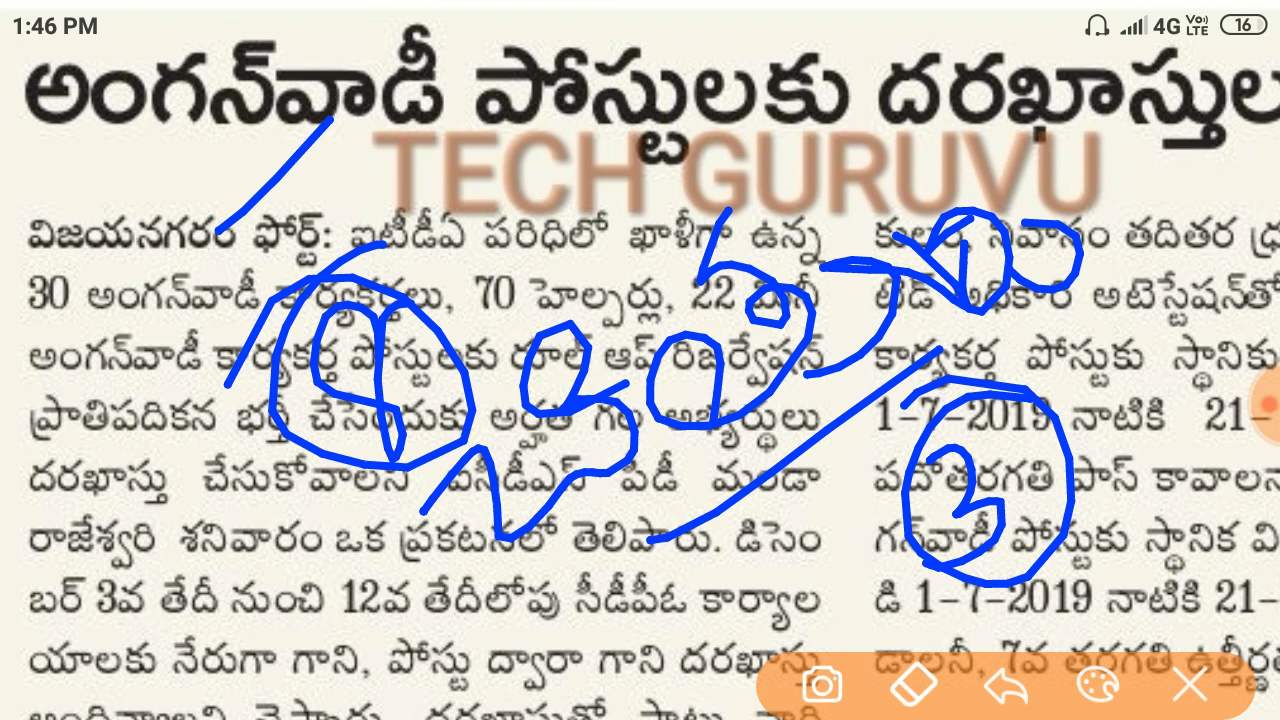 1:46 PM
4G Vo)) LTE 16
అంగన్‌వాడీ పోస్టులకు దరఖాస్తుల
TECH GURUVU
విజయనగరం ఫోర్ట్: ఐటీడీఏ పరిధిలో ఖాళీగా ఉన్న
30 అంగన్‌వాడీ కార్యకర్తలు, 70 హెల్పర్లు, 22 మినీ
అంగన్‌వాడీ కార్యకర్త పోస్టులకు రూల్ ఆఫ్ రిజర్వేషన్
ప్రాతిపదికన భర్తీ చేసేందుకు అర్హత గల అభ్యర్థులు
దరఖాస్తు చేసుకోవాలని ఐసీడీఎస్ పీడీ
రాజేశ్వరి శనివారం ఒక ప్రకటనలో తెలిపారు. డిసెం
బర్ 3వ తేదీ నుంచి 12వ తేదీలోపు సీడీపీఓ కార్యాల
యాలకు నేరుగా గాని, పోస్టు ద్వారా గాని దరఖాస్తు
నివాసం తదితర
అటెస్టేషన్‌తో
కార్యకర్త పోస్టుకు స్థానికు
1-7-2019 నాటికి 21-
పదోతరగతి పాస్ కావాలన
గన్‌వాడీ పోస్టుకు స్థానిక వి
డి 1-7-2019 నాటికి 21-
డాలనీ, 7వ తరగతి ఉత్తీర్ణ
3